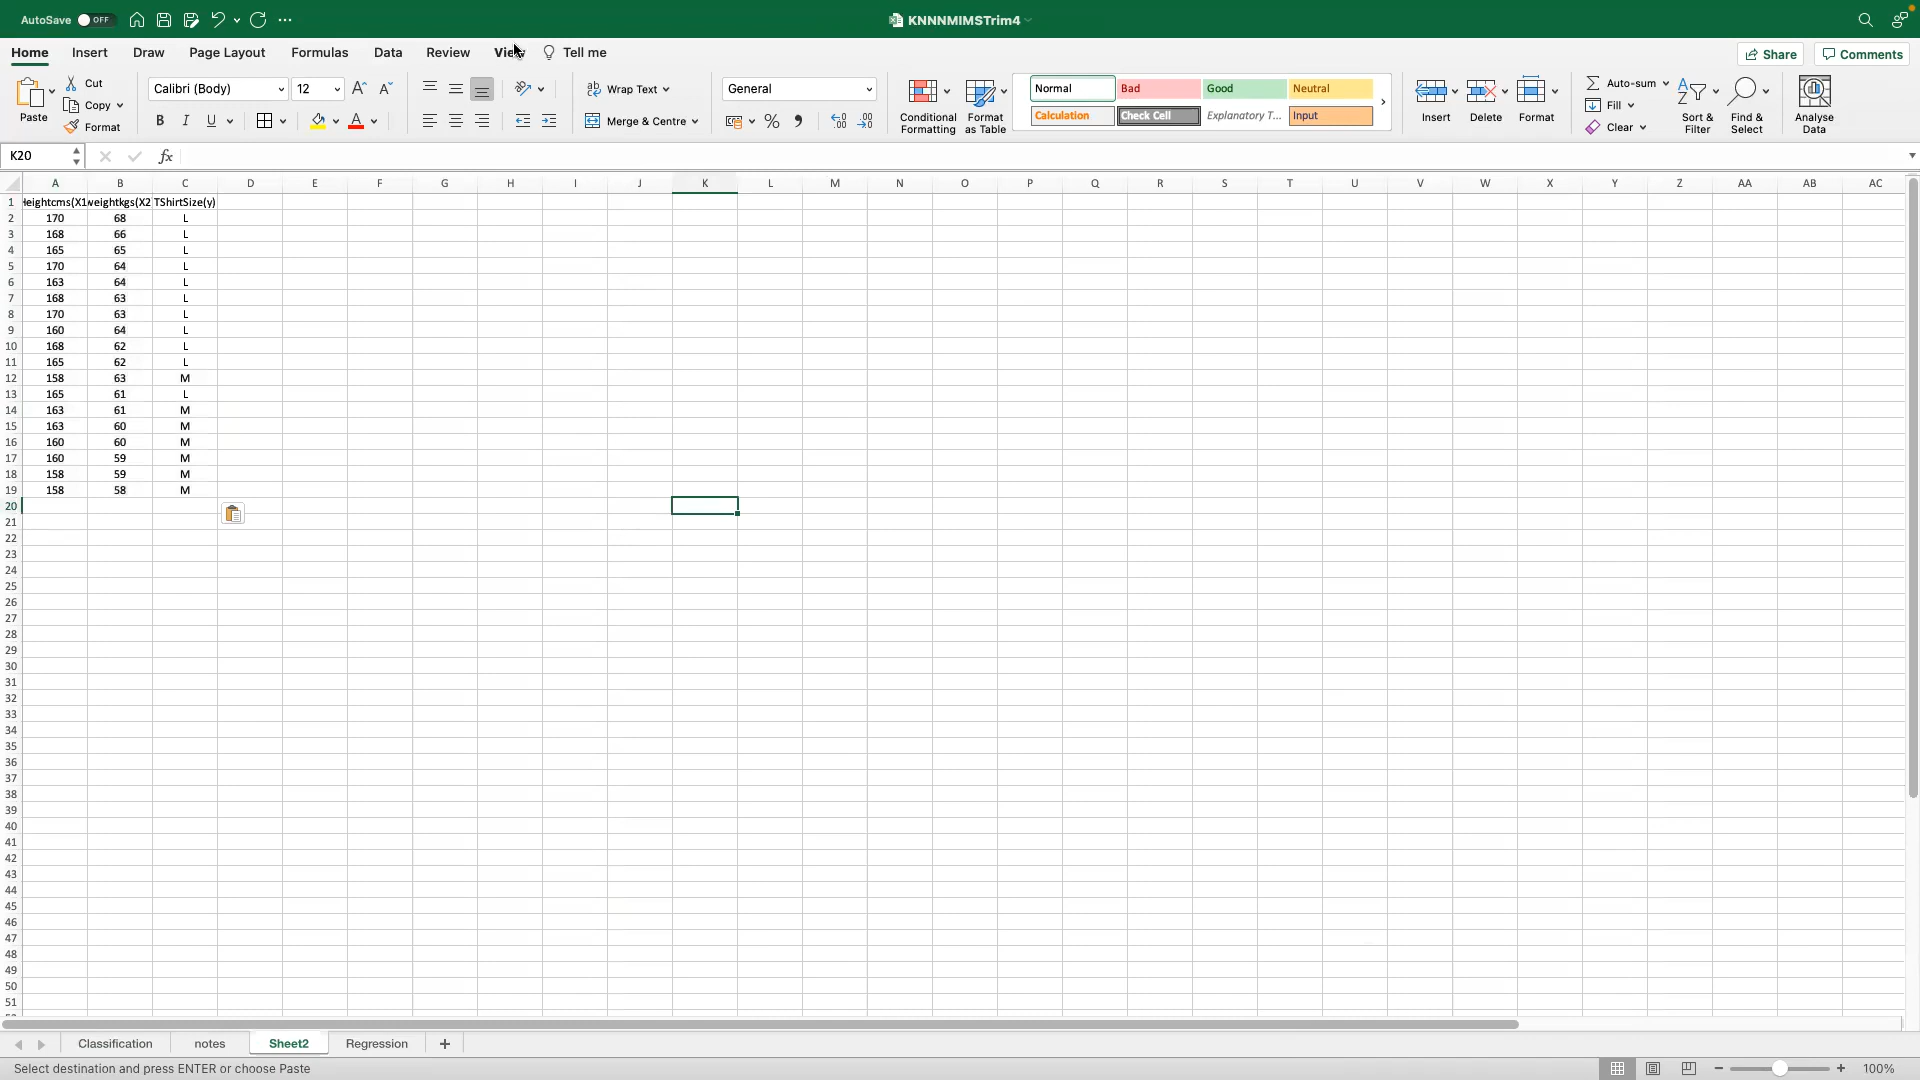 AutoSave OFF KNNNMIMSTrim4
Home Insert Draw Page Layout Formulas Data Review View Tell me Share Comments
Paste Cut Copy Format
Calibri (Body) 12 A A
B I U A
ab Wrap Text
Merge & Centre
General
% ,
Conditional Formatting
Format as Table
Normal Bad Good Neutral
Calculation Check Cell Explanatory T... Input
Insert Delete Format
Auto-sum
Fill
Clear
Sort & Filter
Find & Select
Analyse Data
K20 fx
A B C D E F G H I J K L M N O P Q R S T U V W X Y Z AA AB AC
1 Heightcms(X1 weightkgs(X2 TShirtSize(y)
2 170 68 L
3 168 66 L
4 165 65 L
5 170 64 L
6 163 64 L
7 168 63 L
8 170 63 L
9 160 64 L
10 168 62 L
11 165 62 L
12 158 63 M
13 165 61 L
14 163 61 M
15 163 60 M
16 160 60 M
17 160 59 M
18 158 59 M
19 158 58 M
20
21
22
23
24
25
26
27
28
29
30
31
32
33
34
35
36
37
38
39
40
41
42
43
44
45
46
47
48
49
50
51
Classification notes Sheet2 Regression +
Select destination and press ENTER or choose Paste 100%